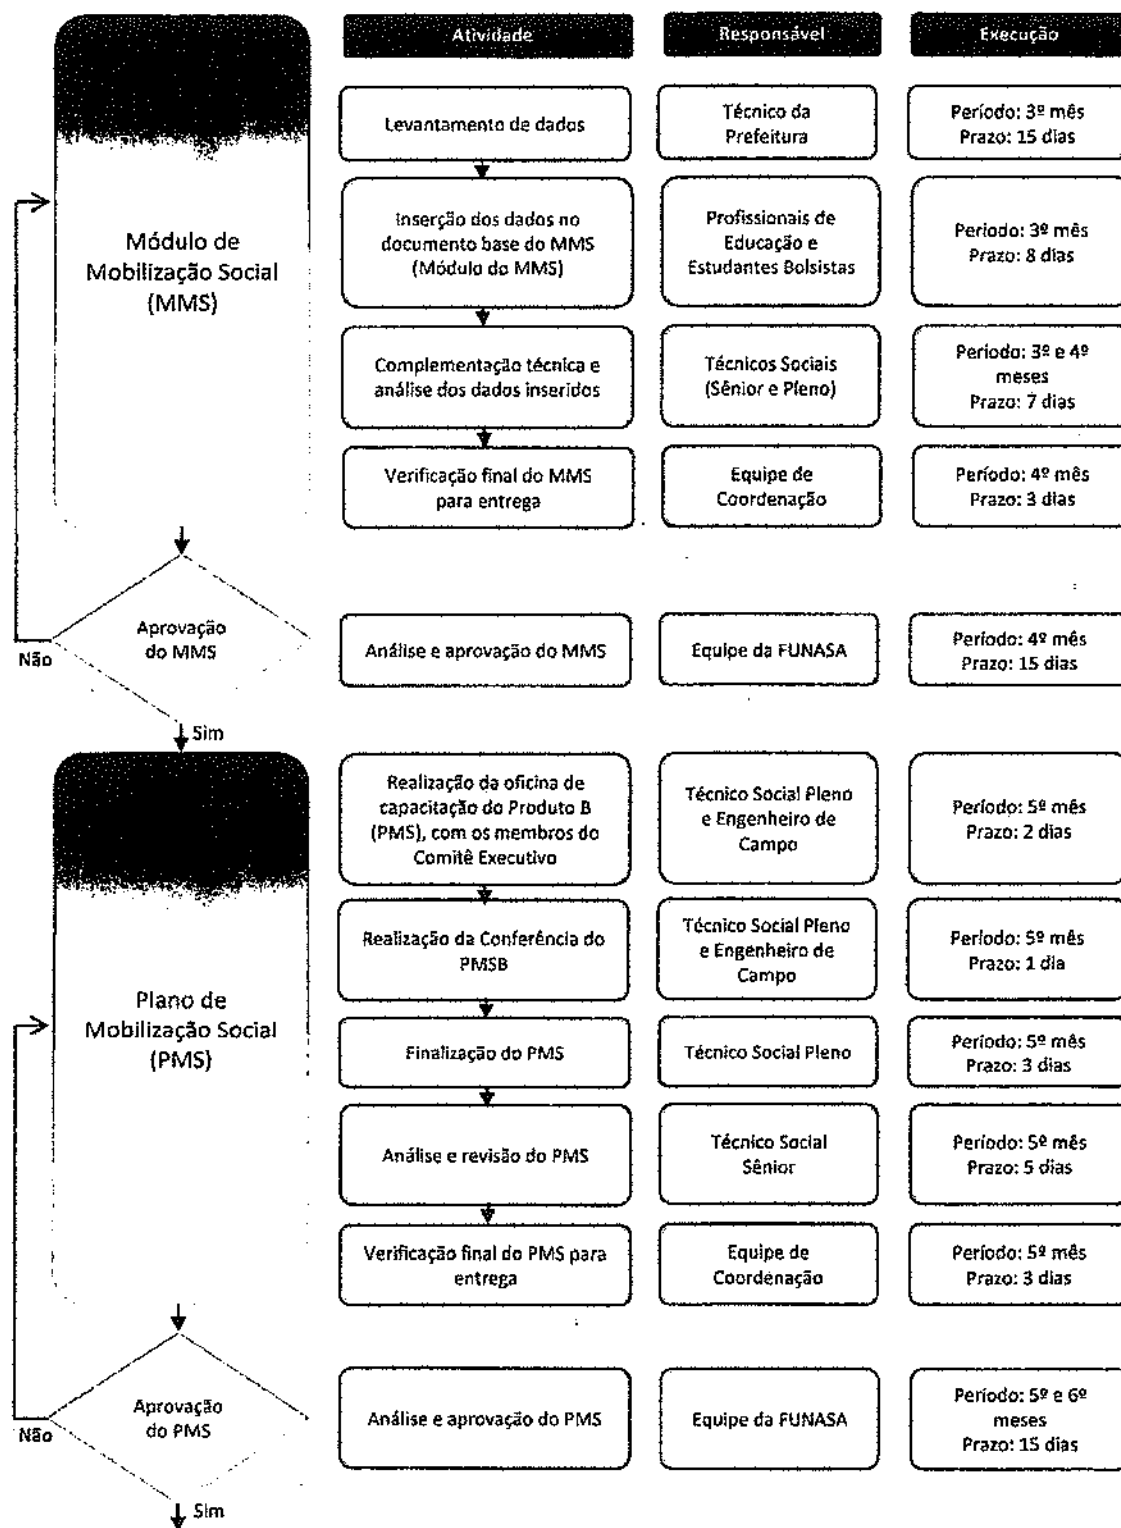 Atividade
Responsável
Execução
Levantamento de dados
Técnico da
Prefeitura
Período: 3º mês
Prazo: 15 dias
Módulo de
Mobilização Social
(MMS)
Inserção dos dados no
documento base do MMS
(Módulo do MMS)
Profissionais de
Educação e
Estudantes Bolsistas
Período: 3º mês
Prazo: 8 dias
Complementação técnica e
análise dos dados inseridos
Técnicos Sociais
(Sênior e Pleno)
Período: 3º e 4º
meses
Prazo: 7 dias
Verificação final do MMS
para entrega
Equipe de
Coordenação
Período: 4º mês
Prazo: 3 dias
Aprovação
do MMS
Não
Sim
Análise e aprovação do MMS
Equipe da FUNASA
Período: 4º mês
Prazo: 15 dias
Plano de
Mobilização Social
(PMS)
Realização da oficina de
capacitação do Produto B
(PMS), com os membros do
Comitê Executivo
Técnico Social Pleno
e Engenheiro de
Campo
Período: 5º mês
Prazo: 2 dias
Realização da Conferência do
PMSB
Técnico Social Pleno
e Engenheiro de
Campo
Período: 5º mês
Prazo: 1 dia
Finalização do PMS
Técnico Social Pleno
Período: 5º mês
Prazo: 3 dias
Análise e revisão do PMS
Técnico Social
Sênior
Período: 5º mês
Prazo: 5 dias
Verificação final do PMS para
entrega
Equipe de
Coordenação
Período: 5º mês
Prazo: 3 dias
Aprovação
do PMS
Não
Sim
Análise e aprovação do PMS
Equipe da FUNASA
Período: 5º e 6º
meses
Prazo: 15 dias